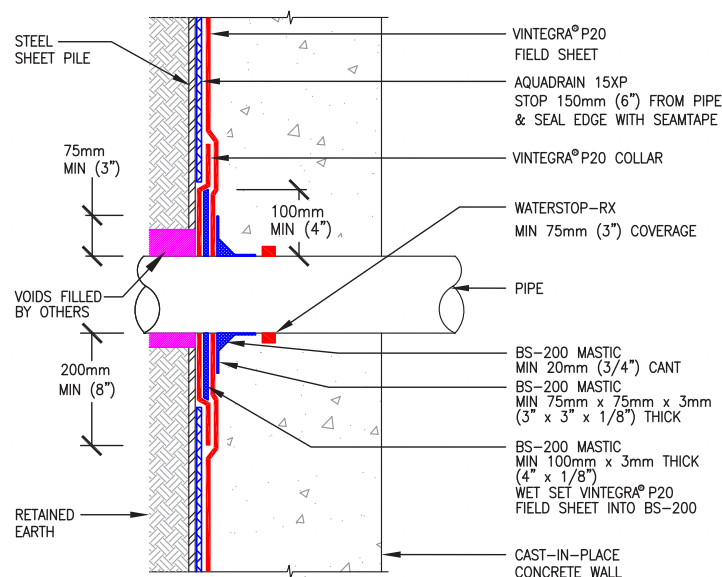 STEEL
SHEET PILE
75mm
MIN (3")
VOIDS FILLED
BY OTHERS
200mm
MIN (8")
RETAINED
EARTH
100mm
MIN (4")
VINTEGRA® P20
FIELD SHEET
AQUADRAIN 15XP
STOP 150mm (6") FROM PIPE
& SEAL EDGE WITH SEAMTAPE
VINTEGRA® P20 COLLAR
WATERSTOP-RX
MIN 75mm (3") COVERAGE
PIPE
BS-200 MASTIC
MIN 20mm (3/4") CANT
BS-200 MASTIC
MIN 75mm x 75mm x 3mm
(3" x 3" x 1/8") THICK
BS-200 MASTIC
MIN 100mm x 3mm THICK
(4" x 1/8")
WET SET VINTEGRA® P20
FIELD SHEET INTO BS-200
CAST-IN-PLACE
CONCRETE WALL